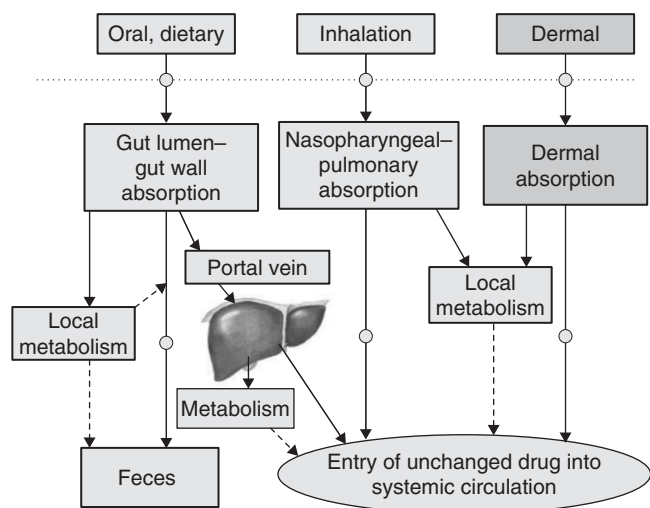 Oral, dietary
Inhalation
Dermal
Gut lumen–
gut wall
absorption
Nasopharyngeal–
pulmonary
absorption
Dermal
absorption
Portal vein
Local
metabolism
Local
metabolism
Metabolism
Feces
Entry of unchanged drug into
systemic circulation